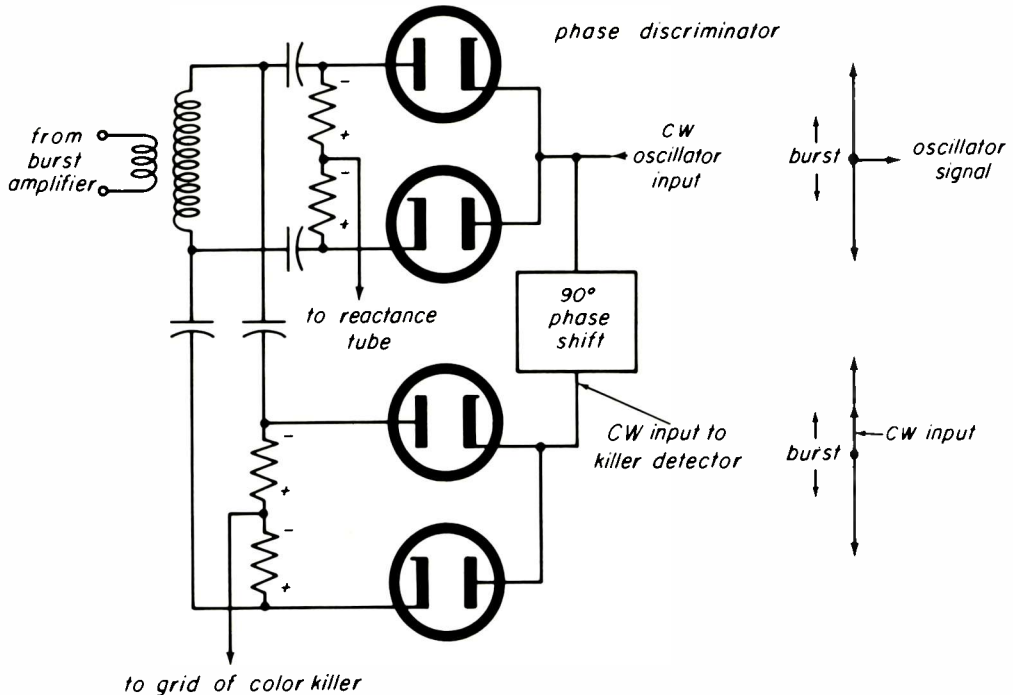 phase discriminator
from
burst
amplifier
-
+
-
+
CW
oscillator
input
burst
oscillator
signal
to reactance
tube
90°
phase
shift
-
+
-
+
CW input to
killer detector
burst
CW input
to grid of color killer